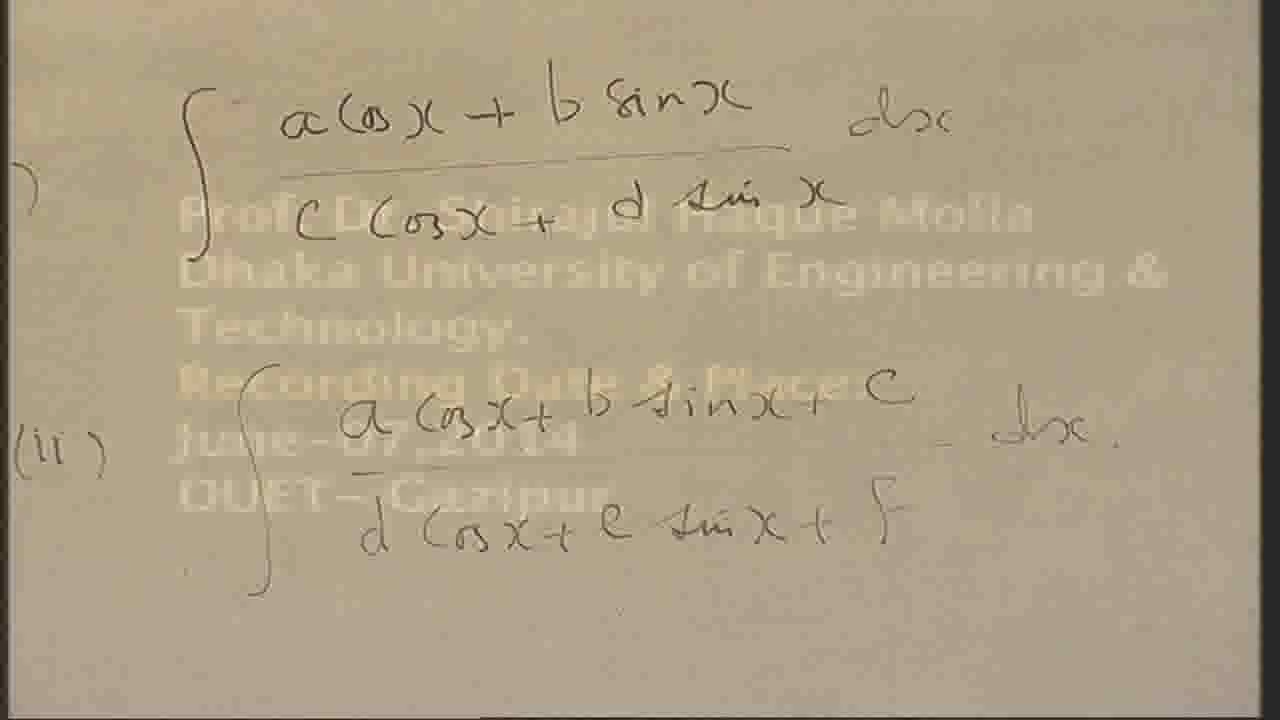 ) ∫ a cos x + b sin x dx
c cos x + d sin x
Prof. Dr. Sairajul Haque Molla
Dhaka University of Engineering &
Technology.
Recording Date & Place
(ii) ∫ a cos x + b sin x + c dx.
June-07, 2014
DUET- Gazipur
d cos x + e sin x + f